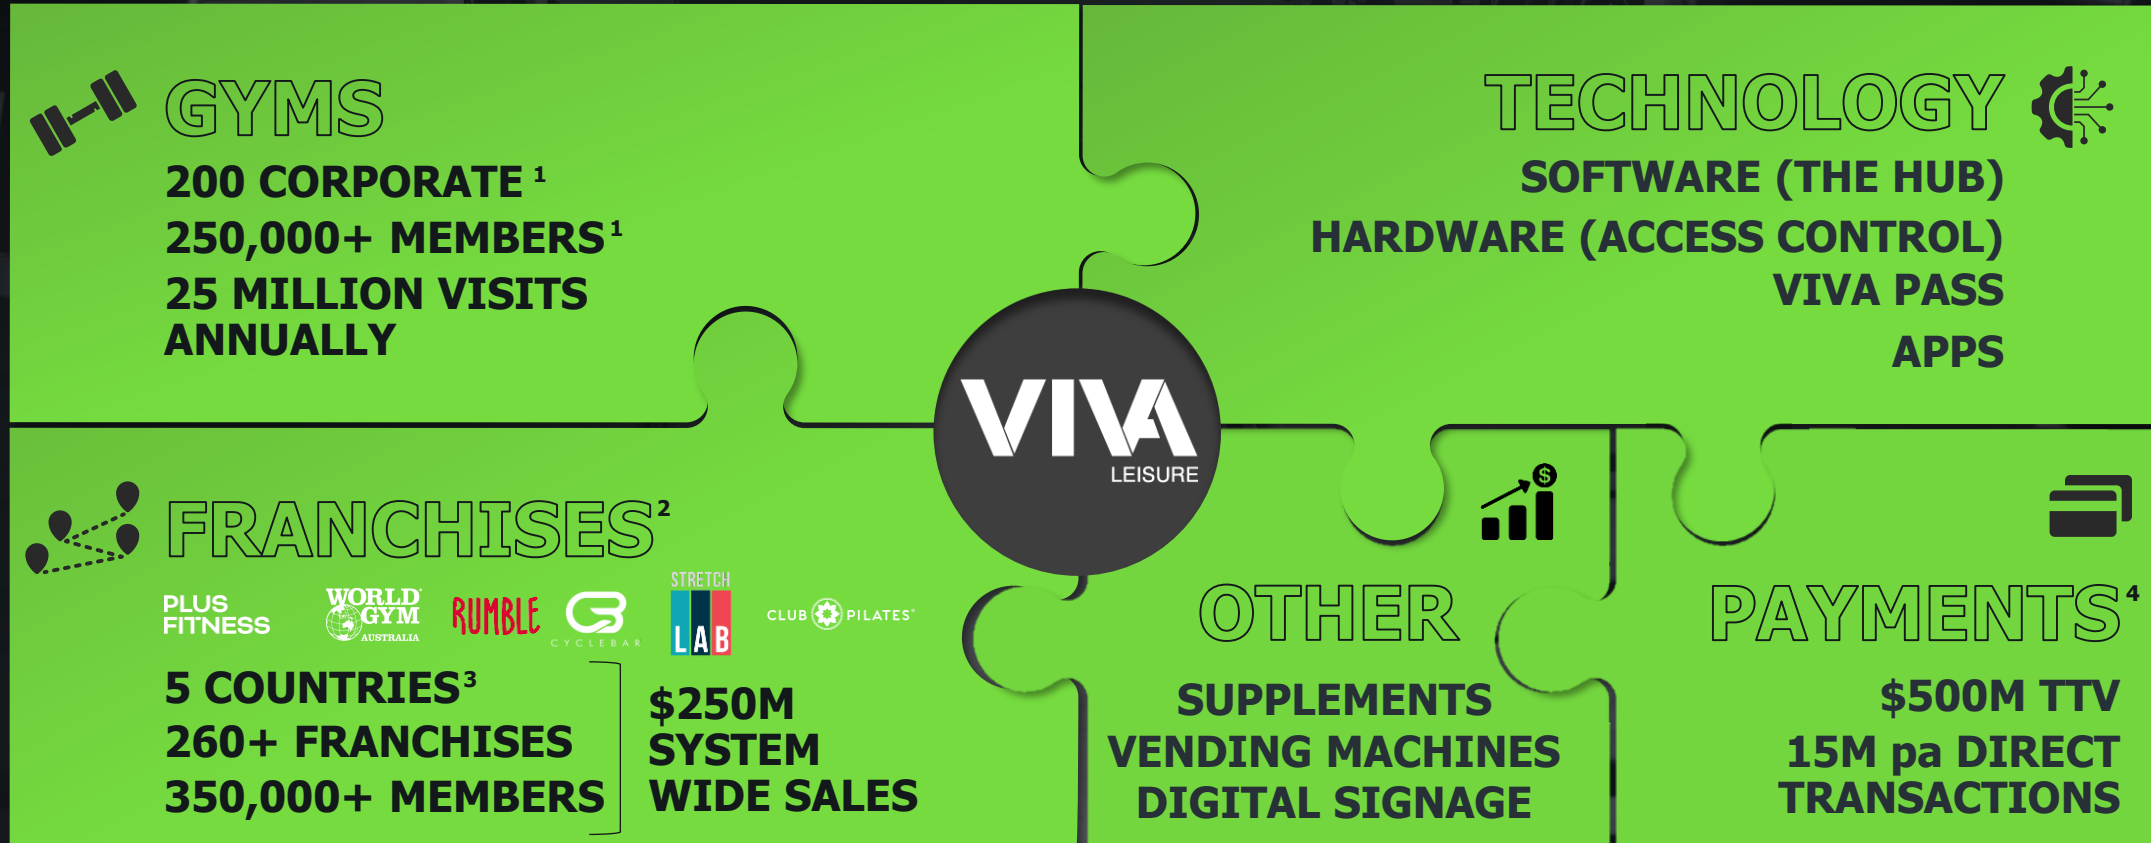 GYMS
200 CORPORATE ¹
250,000+ MEMBERS¹
25 MILLION VISITS
ANNUALLY
TECHNOLOGY
SOFTWARE (THE HUB)
HARDWARE (ACCESS CONTROL)
VIVA PASS
APPS
VIVA
LEISURE
FRANCHISES²
PLUS
FITNESS
WORLD
GYM
AUSTRALIA
RUMBLE
CYCLEBAR
STRETCH
LAB
CLUB PILATES
5 COUNTRIES³
260+ FRANCHISES
350,000+ MEMBERS
$250M
SYSTEM
WIDE SALES
$
OTHER
SUPPLEMENTS
VENDING MACHINES
DIGITAL SIGNAGE
PAYMENTS⁴
$500M TTV
15M pa DIRECT
TRANSACTIONS